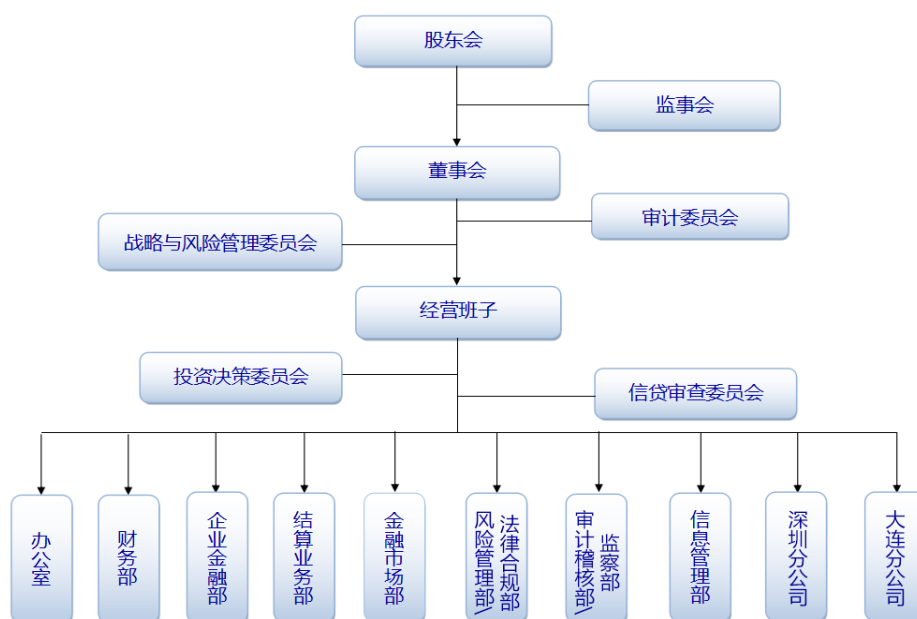 股东会
监事会
董事会
审计委员会
战略与风险管理委员会
经营班子
投资决策委员会
信贷审查委员会
办公室
财务部
企业金融部
结算业务部
金融市场部
风险管理部\
法律合规部
审计稽核部\
监察部
信息管理部
深圳分公司
大连分公司